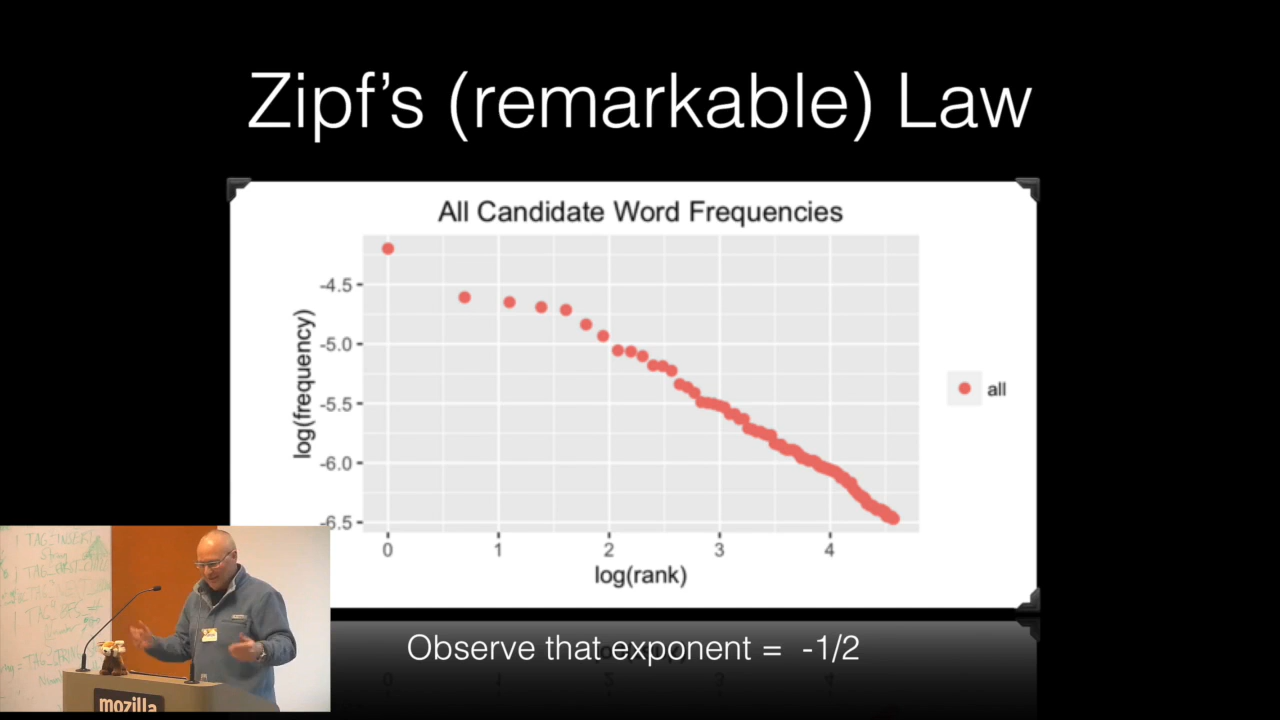 Zipf's (remarkable) Law
All Candidate Word Frequencies
log(frequency)
-4.5
-5.0
-5.5
-6.0
-6.5
0 1 2 3 4
log(rank)
all
Observe that exponent = -1/2
mozilla